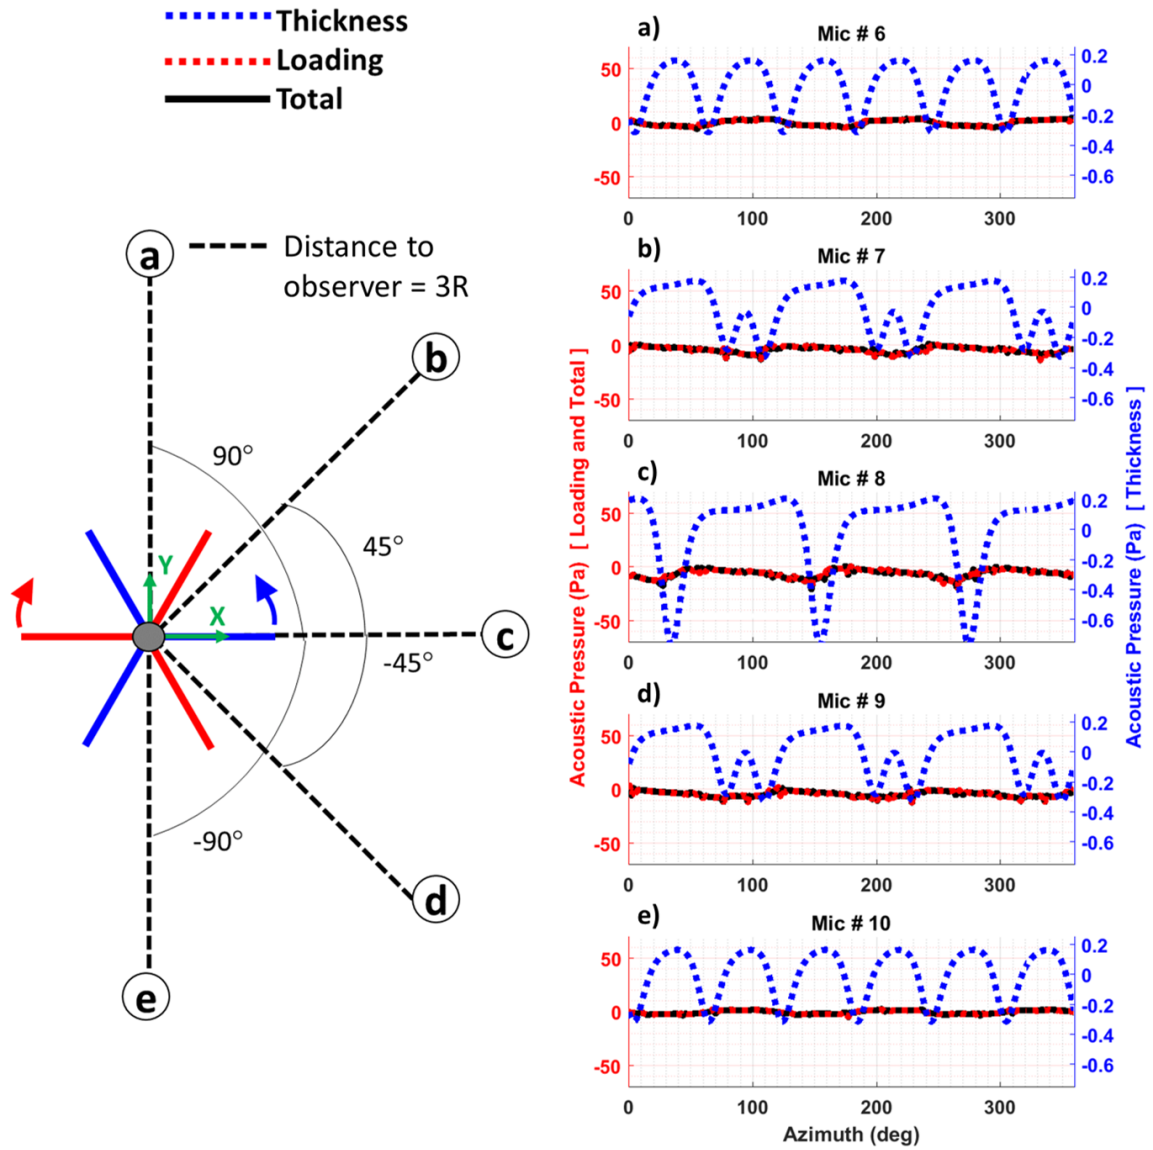 Thickness
Loading
Total
a
Distance to
observer = 3R
b
90°
45°
Y
X
c
-45°
-90°
d
e
a)
Mic # 6
50
0
-50
0.2
0
-0.2
-0.4
-0.6
0
100
200
300
b)
Mic # 7
50
0
-50
0.2
0
-0.2
-0.4
-0.6
0
100
200
300
c)
Mic # 8
50
0
-50
0.2
0
-0.2
-0.4
-0.6
0
100
200
300
d)
Mic # 9
50
0
-50
0.2
0
-0.2
-0.4
-0.6
0
100
200
300
e)
Mic # 10
50
0
-50
0.2
0
-0.2
-0.4
-0.6
0
100
200
300
Azimuth (deg)
Acoustic Pressure (Pa) [ Loading and Total ]
Acoustic Pressure (Pa) [ Thickness ]